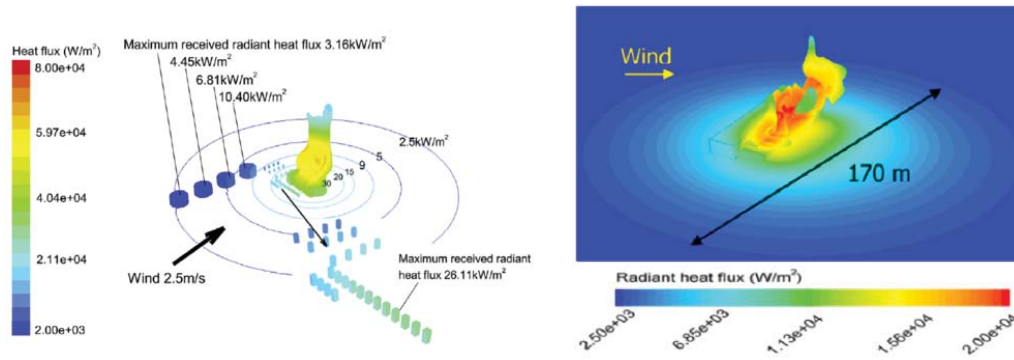 Heat flux (W/m²)
8.00e+04
5.97e+04
4.04e+04
2.11e+04
2.00e+03
Maximum received radiant heat flux 3.16kW/m²
4.45kW/m²
6.81kW/m²
10.40kW/m²
2.5kW/m²
5
9
15
20
30
Wind 2.5m/s
Maximum received radiant
heat flux 26.11kW/m²
Wind
170 m
Radiant heat flux (W/m²)
2.50e+03
6.85e+03
1.13e+04
1.56e+04
2.00e+04